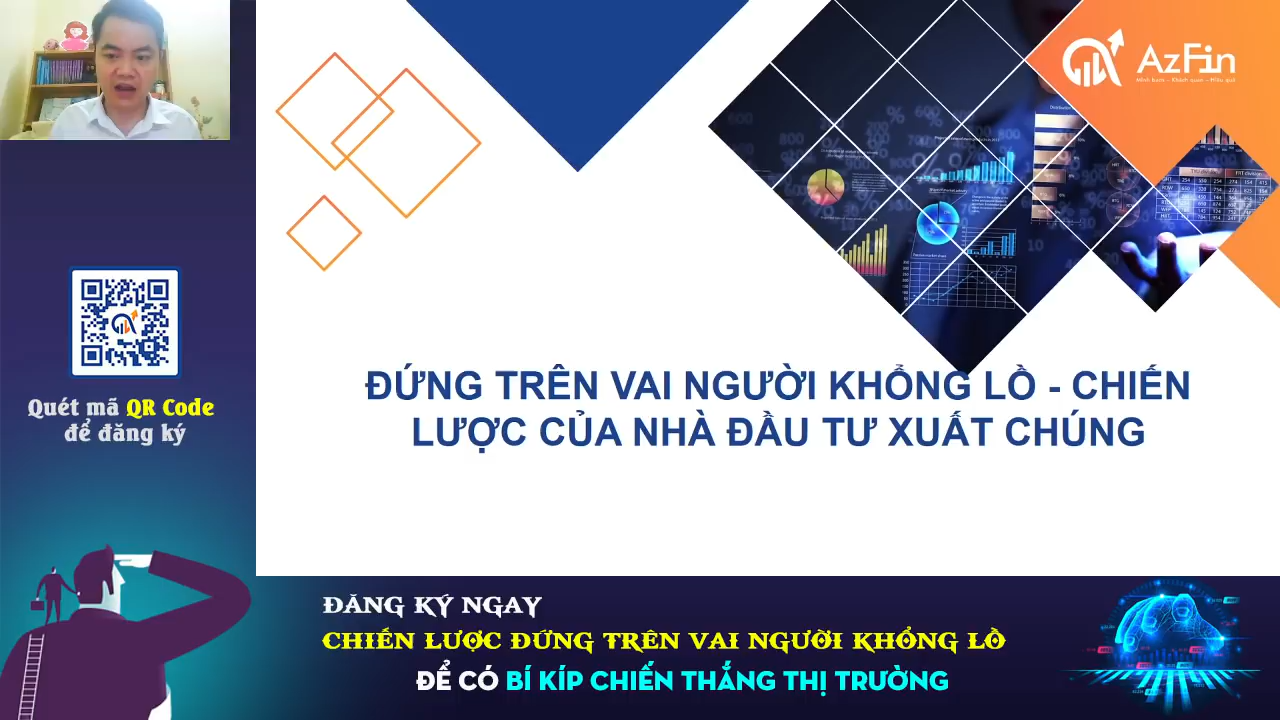 AzFin
Minh bạch – Khách quan – Hiệu quả
ĐỨNG TRÊN VAI NGƯỜI KHỔNG LỒ - CHIẾN
LƯỢC CỦA NHÀ ĐẦU TƯ XUẤT CHÚNG
Quét mã QR Code
để đăng ký
ĐĂNG KÝ NGAY
CHIẾN LƯỢC ĐỨNG TRÊN VAI NGƯỜI KHỔNG LỒ
ĐỂ CÓ BÍ KÍP CHIẾN THẮNG THỊ TRƯỜNG